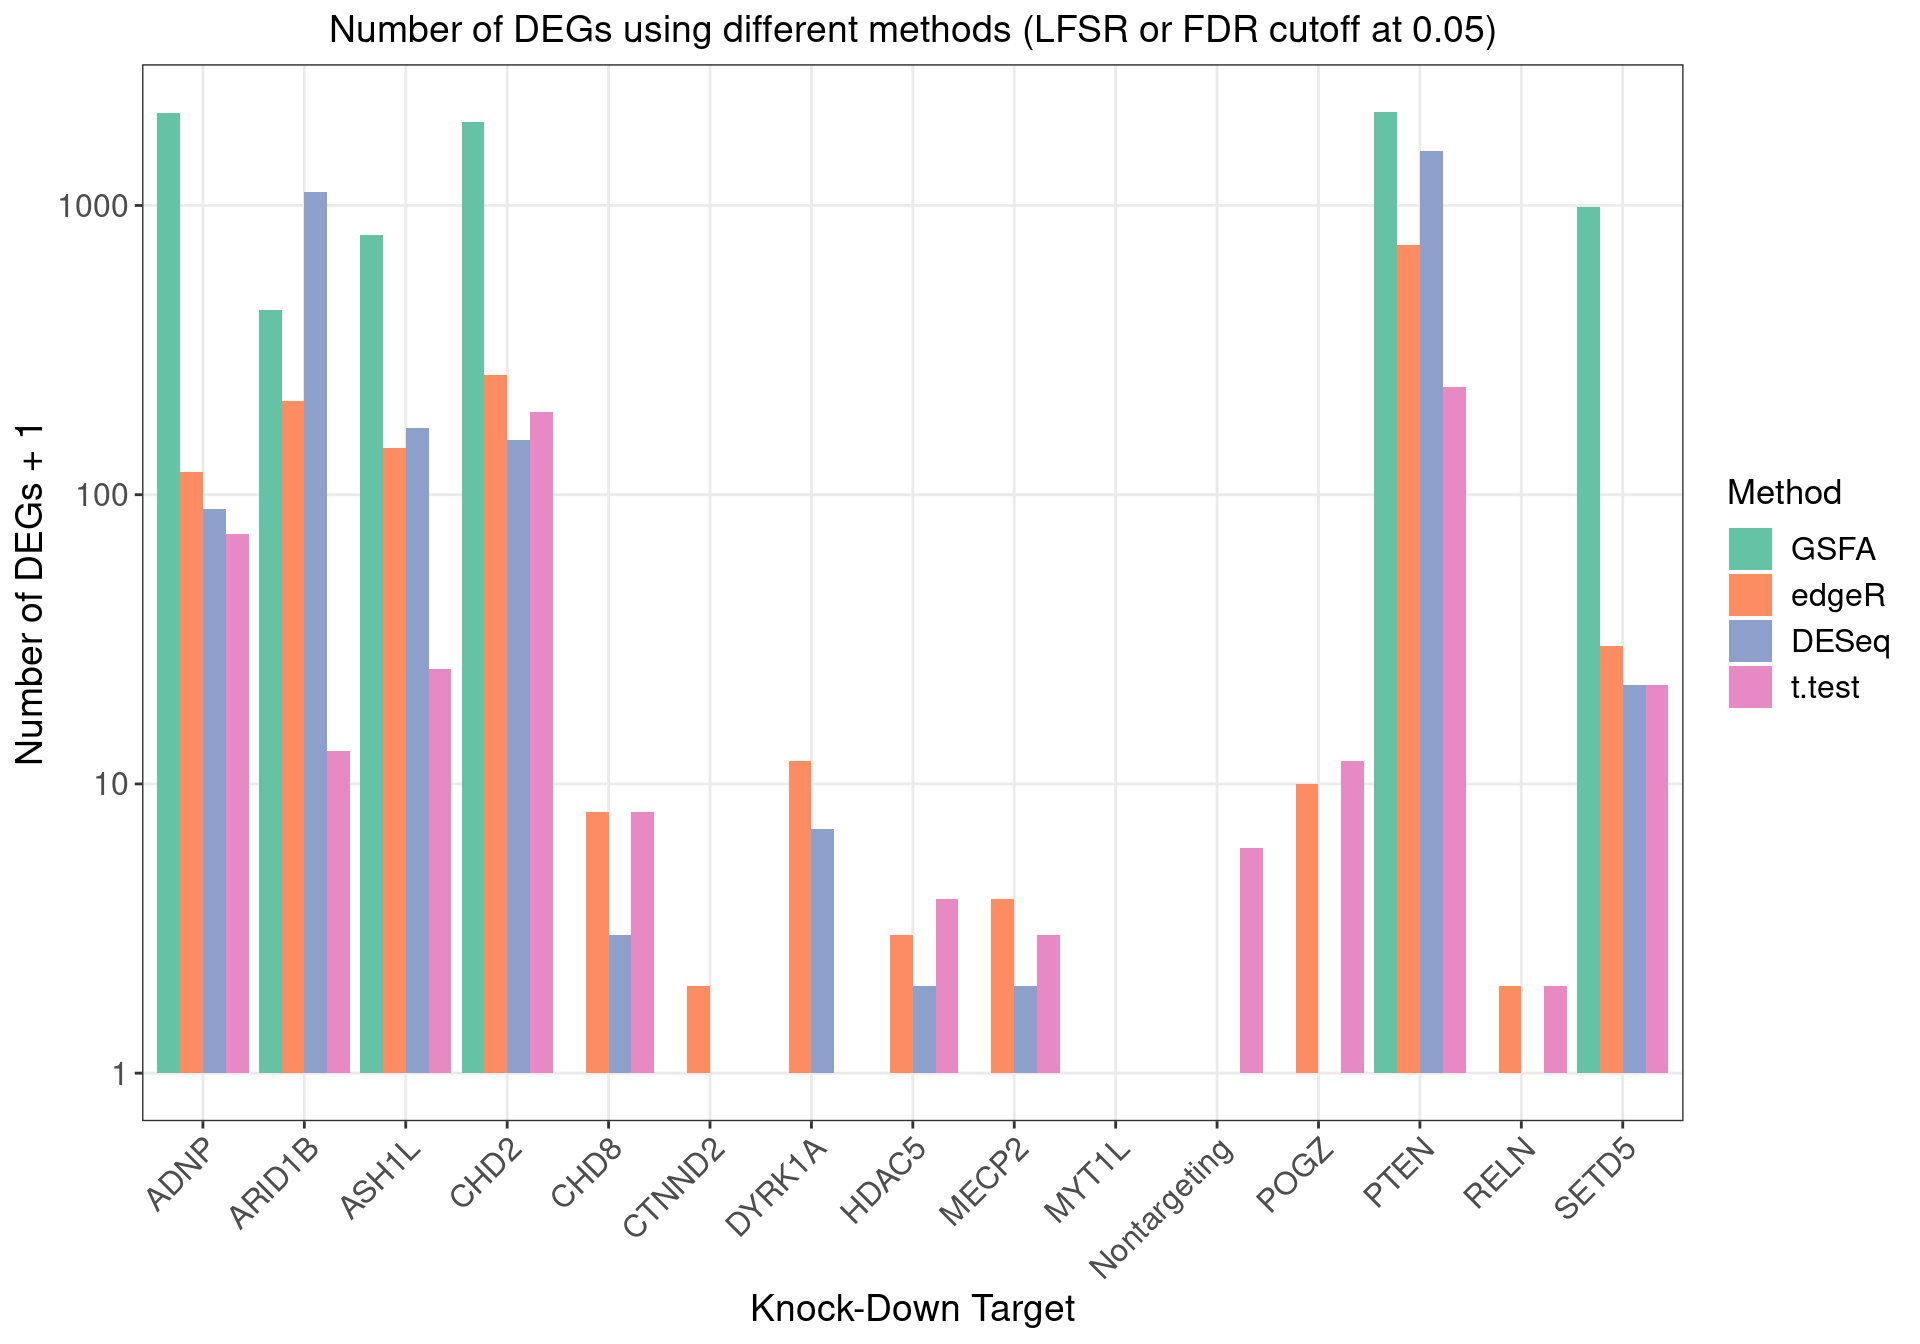 Number of DEGs using different methods (LFSR or FDR cutoff at 0.05)
Number of DEGs + 1
1000
100
10
1
ADNP
ARID1B
ASH1L
CHD2
CHD8
CTNND2
DYRK1A
HDAC5
MECP2
MYT1L
Nontargeting
POGZ
PTEN
RELN
SETD5
Knock-Down Target
Method
GSFA
edgeR
DESeq
t.test